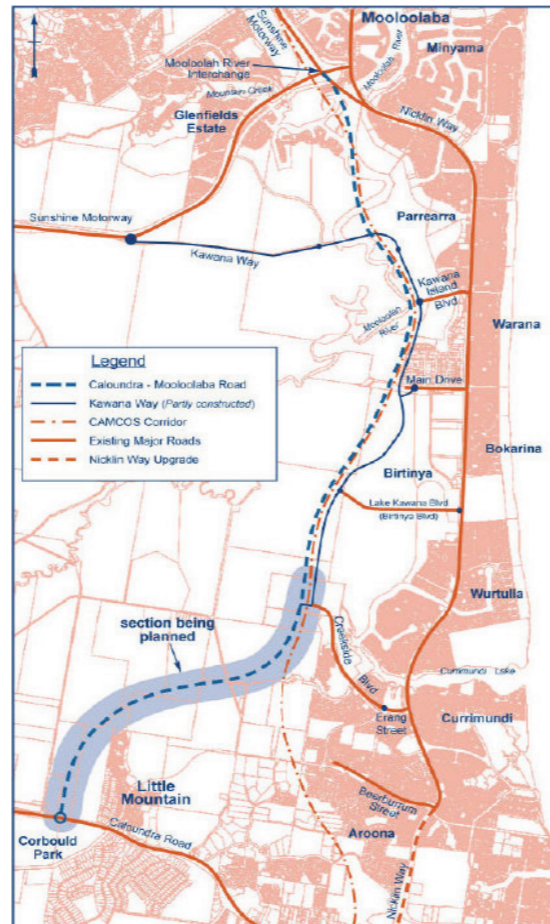 Mooloolaba
Minyama
Sunshine
Motorway
Mooloolah River
Interchange
Mooloolah River
Mountain Creek
Glenfields
Estate
Nicklin Way
Sunshine Motorway
Parrearra
Kawana Way
Kawana
Island
Blvd
Mooloolah
River
Warana
Legend
Caloundra - Mooloolaba Road
Kawana Way (Partly constructed)
CAMCOS Corridor
Existing Major Roads
Nicklin Way Upgrade
Main Drive
Bokarina
Birtinya
Lake Kawana Blvd
(Birtinya Blvd)
Wurtulla
section being
planned
Creekside
Blvd
Currimundi Lake
Erang
Street
Currimundi
Little
Mountain
Beerburrum
Street
Corbould
Park
Caloundra Road
Aroona
Nicklin Way